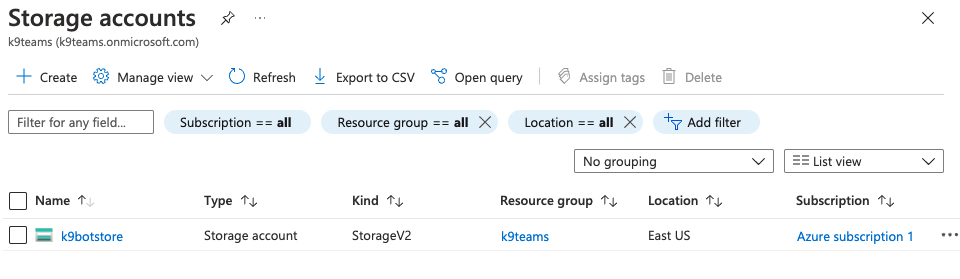 Storage accounts
k9teams (k9teams.onmicrosoft.com)
Create Manage view Refresh Export to CSV Open query Assign tags Delete
Filter for any field... Subscription == all Resource group == all Location == all Add filter
No grouping List view
Name Type Kind Resource group Location Subscription
k9botstore Storage account StorageV2 k9teams East US Azure subscription 1